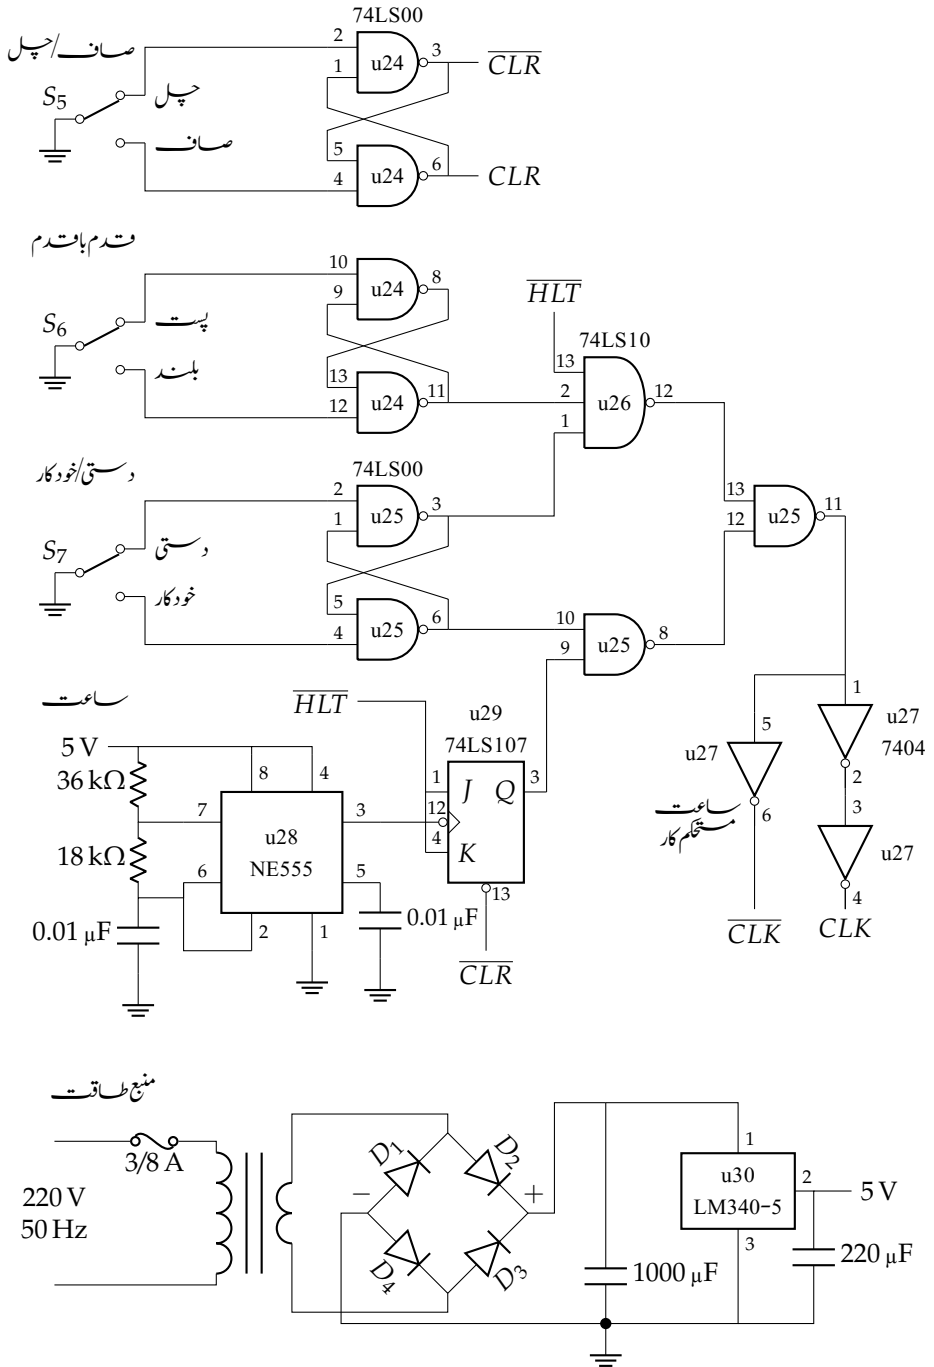 74LS00
صاف/چل
2
3
u24
1
C̅L̅R̅
S5
چل
صاف
5
6
u24
4
CLR
قدم با قدم
10
8
u24
9
H̅L̅T̅
S6
پست
74LS10
13
بلند
13
11
u24
12
2
12
u26
1
دستی/خودکار
74LS00
2
3
u25
1
13
11
u25
12
S7
دستی
خودکار
5
6
u25
4
10
8
u25
9
ساعت
H̅L̅T̅
u29
74LS107
1
J
Q
3
12
4
K
13
C̅L̅R̅
5 V
36 kΩ
8
4
7
3
u28
NE555
18 kΩ
6
5
2
1
0.01 µF
0.01 µF
1
u27
7404
2
5
u27
6
ساعت
مستحکم کار
3
u27
4
C̅L̅K̅
CLK
منبع طاقت
3/8 A
220 V
50 Hz
D1
D2
−
+
D4
D3
1000 µF
1
u30
LM340-5
2
3
5 V
220 µF